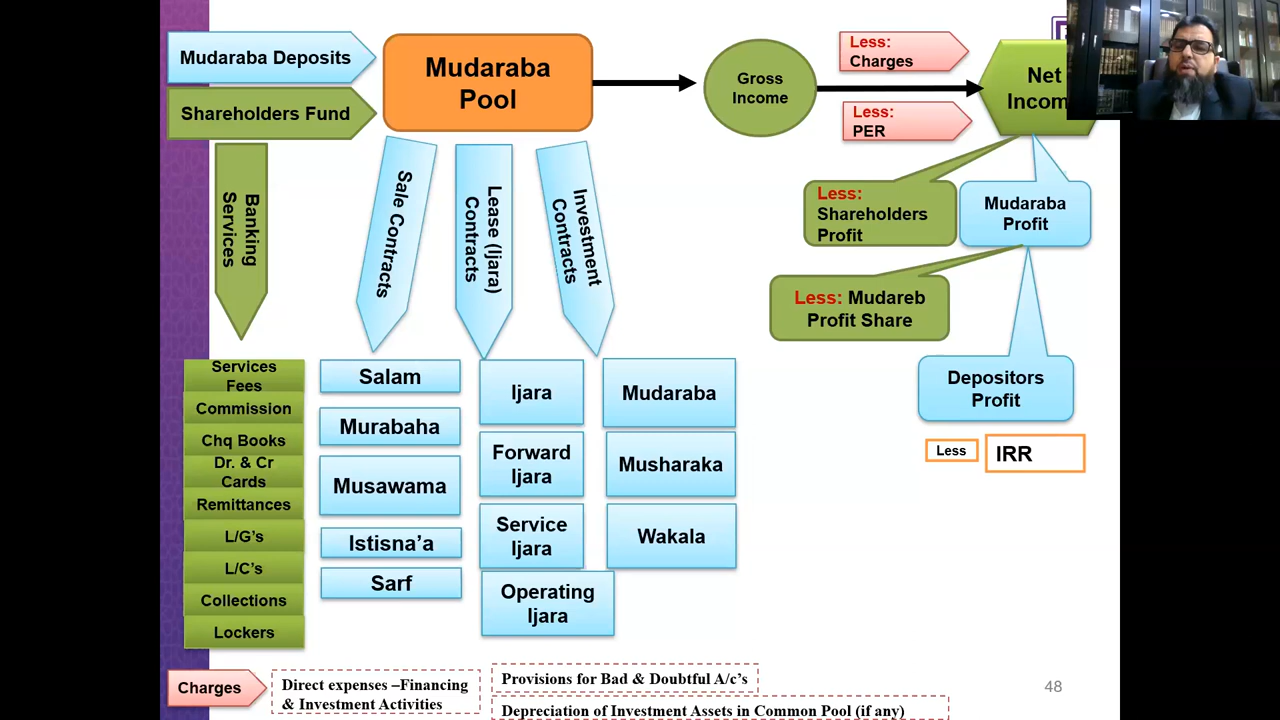 Mudaraba Deposits
Shareholders Fund
Mudaraba
Pool
Gross
Income
Less:
Charges
Less:
PER
Net
Banking
Services
Sale Contracts
Lease (Ijara)
Contracts
Investment
Contracts
Less:
Shareholders
Profit
Mudaraba
Profit
Less: Mudareb
Profit Share
Depositors
Profit
Less
IRR
Services
Fees
Commission
Chq Books
Dr. & Cr
Cards
Remittances
L/G's
L/C's
Collections
Lockers
Salam
Murabaha
Musawama
Istisna'a
Sarf
Ijara
Forward
Ijara
Service
Ijara
Operating
Ijara
Mudaraba
Musharaka
Wakala
Charges
Direct expenses –Financing
& Investment Activities
Provisions for Bad & Doubtful A/c's
Depreciation of Investment Assets in Common Pool (if any)
48